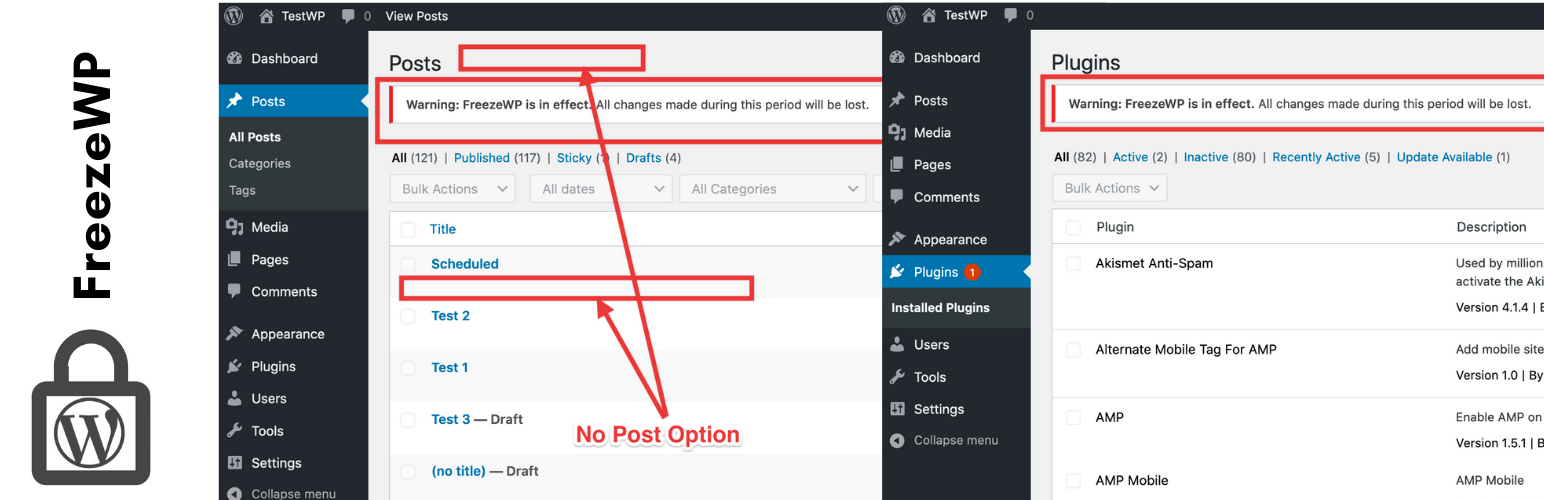 FreezeWP
TestWP 0 View Posts
Dashboard
Posts
All Posts
Categories
Tags
Media
Pages
Comments
Appearance
Plugins
Users
Tools
Settings
Collapse menu
Posts
Warning: FreezeWP is in effect. All changes made during this period will be lost.
All (121) | Published (117) | Sticky (1) | Drafts (4)
Bulk Actions All dates All Categories
Title
Scheduled
Test 2
Test 1
Test 3 — Draft
(no title) — Draft
No Post Option
TestWP 0
Dashboard
Posts
Media
Pages
Comments
Appearance
Plugins 1
Installed Plugins
Users
Tools
Settings
Collapse menu
Plugins
Warning: FreezeWP is in effect. All changes made during this period will be lost.
All (82) | Active (2) | Inactive (80) | Recently Active (5) | Update Available (1)
Bulk Actions
Plugin Description
Akismet Anti-Spam Used by million
activate the Aki
Version 4.1.4 |
Alternate Mobile Tag For AMP Add mobile site
Version 1.0 | By
AMP Enable AMP on
Version 1.5.1 |
AMP Mobile AMP Mobile